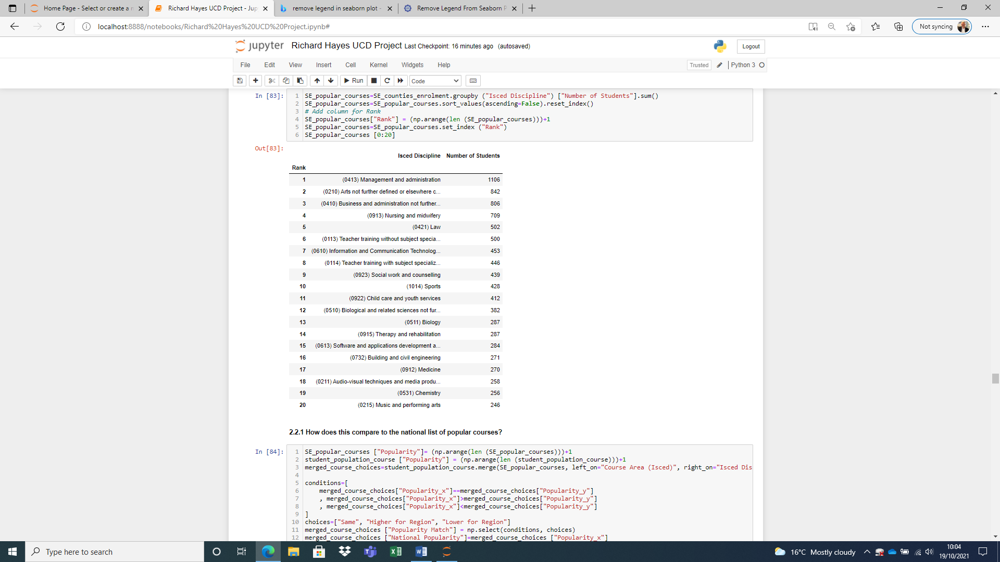 Home Page - Select or create a n
Richard Hayes UCD Project - Jup
remove legend in seaborn plot -
Remove Legend From Seaborn P
localhost:8888/notebooks/Richard%20Hayes%20UCD%20Project.ipynb#
Not syncing
jupyter Richard Hayes UCD Project Last Checkpoint: 16 minutes ago (autosaved)
Logout
File Edit View Insert Cell Kernel Widgets Help
Trusted Python 3
Run Code
In [83]:
1 SE_popular_courses=SE_counties_enrolment.groupby ("Isced Discipline") ["Number of Students"].sum()
2 SE_popular_courses=SE_popular_courses.sort_values(ascending=False).reset_index()
3 # Add column for Rank
4 SE_popular_courses["Rank"] = (np.arange(len (SE_popular_courses)))+1
5 SE_popular_courses=SE_popular_courses.set_index ("Rank")
6 SE_popular_courses [0:20]
Out[83]:
Isced Discipline Number of Students
Rank
1 (0413) Management and administration 1106
2 (0210) Arts not further defined or elsewhere c... 842
3 (0410) Business and administration not further... 806
4 (0913) Nursing and midwifery 709
5 (0421) Law 502
6 (0113) Teacher training without subject specia... 500
7 (0610) Information and Communication Technolog... 453
8 (0114) Teacher training with subject specializ... 446
9 (0923) Social work and counselling 439
10 (1014) Sports 428
11 (0922) Child care and youth services 412
12 (0510) Biological and related sciences not fur... 382
13 (0511) Biology 287
14 (0915) Therapy and rehabilitation 287
15 (0613) Software and applications development a... 284
16 (0732) Building and civil engineering 271
17 (0912) Medicine 270
18 (0211) Audio-visual techniques and media produ... 258
19 (0531) Chemistry 256
20 (0215) Music and performing arts 246
2.2.1 How does this compare to the national list of popular courses?
In [84]:
1 SE_popular_courses ["Popularity"]= (np.arange(len (SE_popular_courses)))+1
2 student_population_course ["Popularity"] = (np.arange(len (student_population_course)))+1
3 merged_course_choices=student_population_course.merge(SE_popular_courses, left_on="Course Area (Isced)", right_on="Isced Dis
4
5 conditions=[
6 merged_course_choices["Popularity_x"]==merged_course_choices["Popularity_y"]
7 , merged_course_choices["Popularity_x"]>merged_course_choices["Popularity_y"]
8 , merged_course_choices["Popularity_x"]<merged_course_choices["Popularity_y"]
9 ]
10 choices=["Same", "Higher for Region", "Lower for Region"]
11 merged_course_choices ["Popularity Match"] = np.select(conditions, choices)
12 merged_course_choices ["National Popularity"]=merged_course_choices ["Popularity_x"]
Type here to search
16°C Mostly cloudy
10:04
19/10/2021